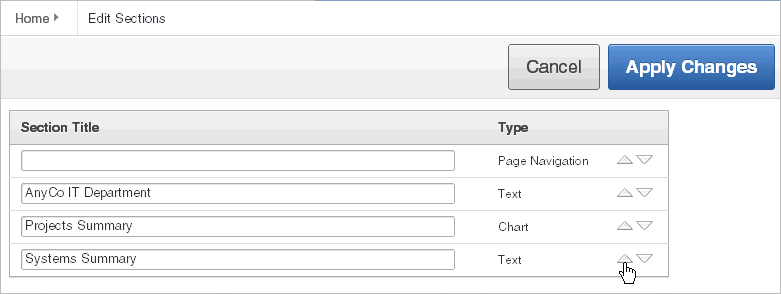 Home Edit Sections
Cancel Apply Changes
Section Title Type
Page Navigation
AnyCo IT Department Text
Projects Summary Chart
Systems Summary Text